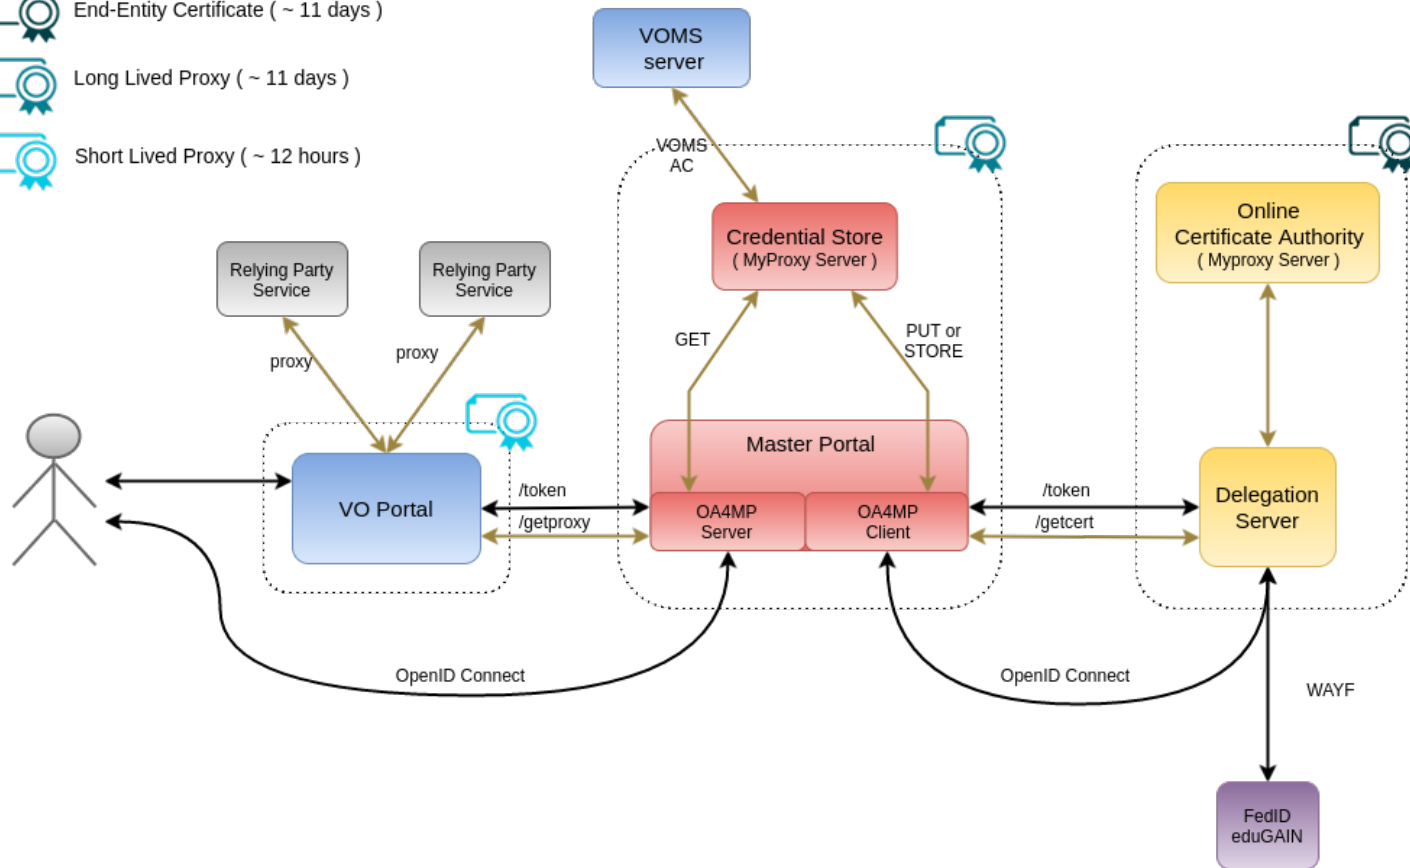 End-Entity Certificate ( ~ 11 days )
Long Lived Proxy ( ~ 11 days )
Short Lived Proxy ( ~ 12 hours )
VOMS
server
VOMS
AC
Credential Store
( MyProxy Server )
Online
Certificate Authority
( Myproxy Server )
Relying Party
Service
Relying Party
Service
proxy
proxy
GET
PUT or
STORE
Master Portal
VO Portal
/token
/getproxy
OA4MP
Server
OA4MP
Client
/token
/getcert
Delegation
Server
OpenID Connect
OpenID Connect
WAYF
FedID
eduGAIN